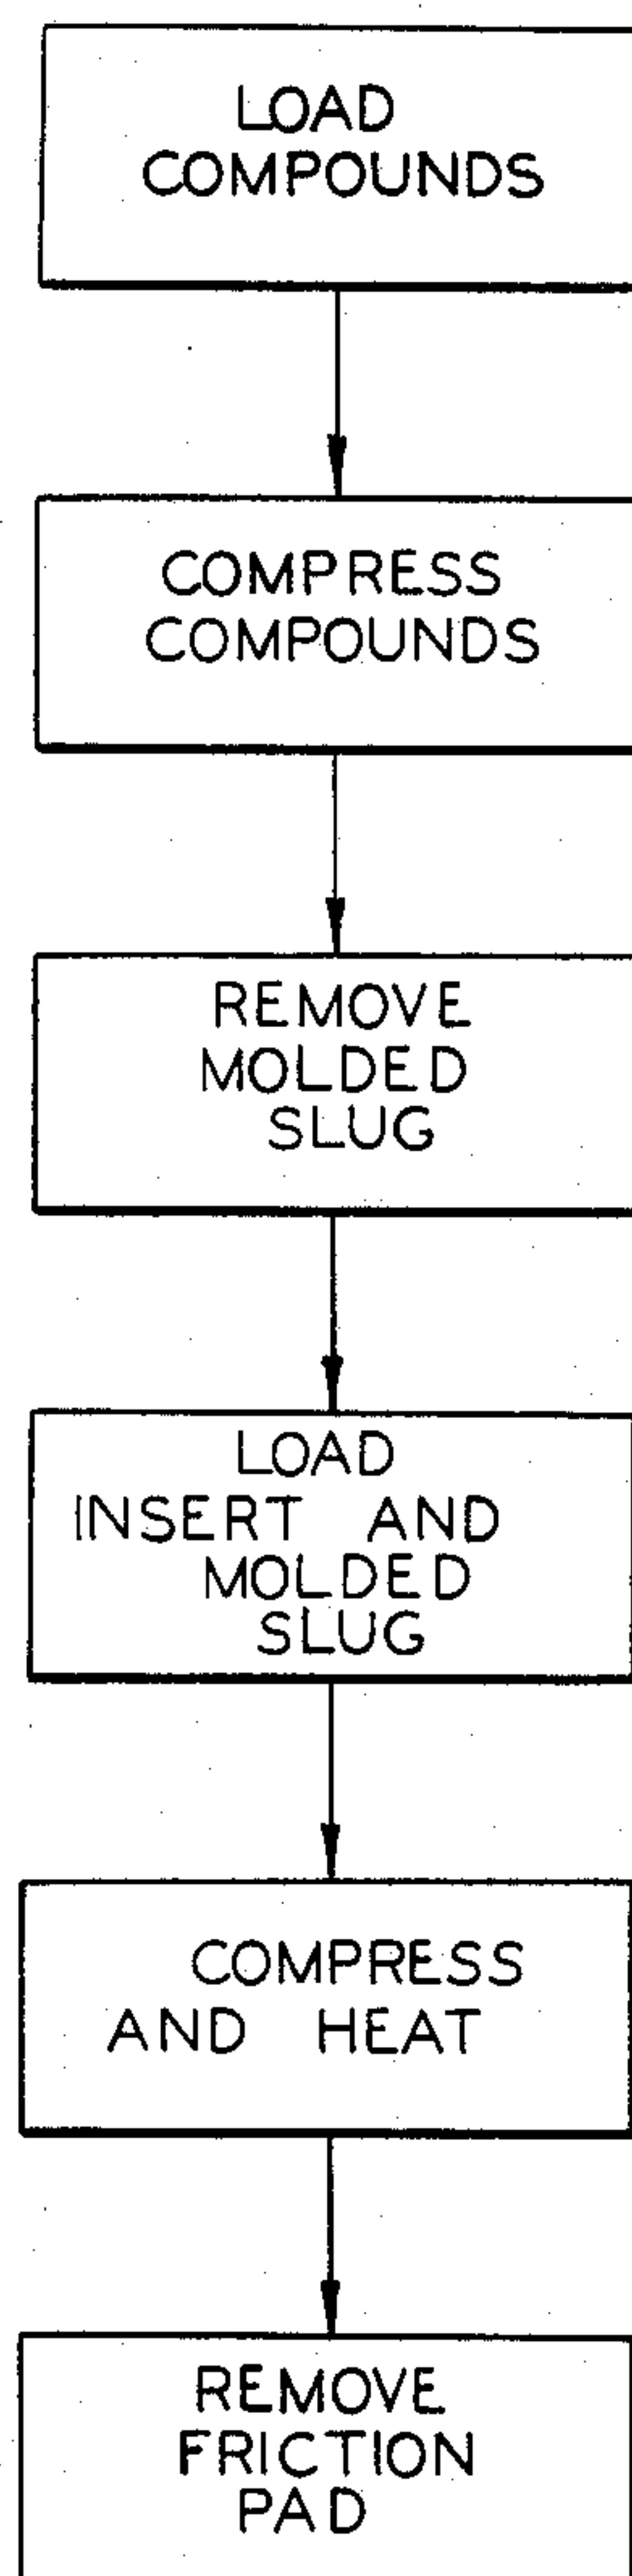 LOAD
COMPOUNDS
COMPRESS
COMPOUNDS
REMOVE
MOLDED
SLUG
LOAD
INSERT AND
MOLDED
SLUG
COMPRESS
AND HEAT
REMOVE
FRICTION
PAD